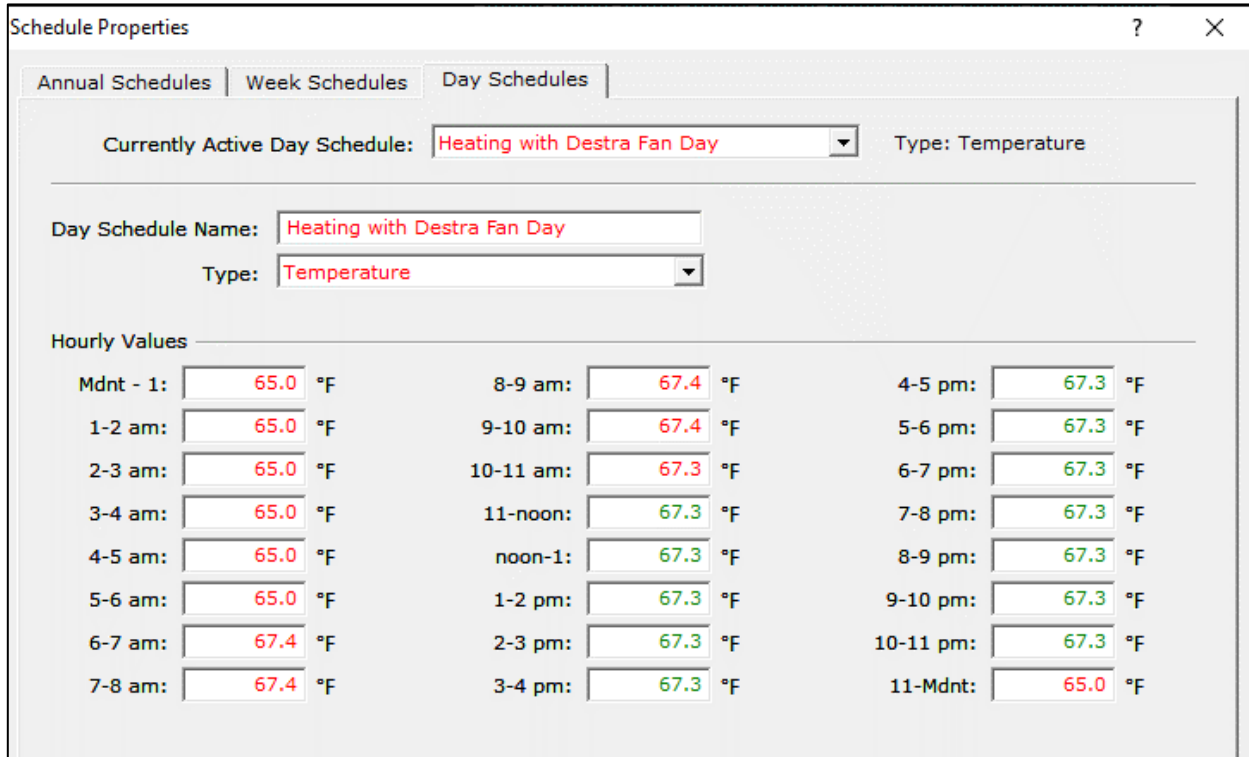 Schedule Properties ? X
Annual Schedules Week Schedules Day Schedules
Currently Active Day Schedule: Heating with Destra Fan Day Type: Temperature
Day Schedule Name: Heating with Destra Fan Day
Type: Temperature
Hourly Values
Mdnt - 1: 65.0 °F 8-9 am: 67.4 °F 4-5 pm: 67.3 °F
1-2 am: 65.0 °F 9-10 am: 67.4 °F 5-6 pm: 67.3 °F
2-3 am: 65.0 °F 10-11 am: 67.3 °F 6-7 pm: 67.3 °F
3-4 am: 65.0 °F 11-noon: 67.3 °F 7-8 pm: 67.3 °F
4-5 am: 65.0 °F noon-1: 67.3 °F 8-9 pm: 67.3 °F
5-6 am: 65.0 °F 1-2 pm: 67.3 °F 9-10 pm: 67.3 °F
6-7 am: 67.4 °F 2-3 pm: 67.3 °F 10-11 pm: 67.3 °F
7-8 am: 67.4 °F 3-4 pm: 67.3 °F 11-Mdnt: 65.0 °F